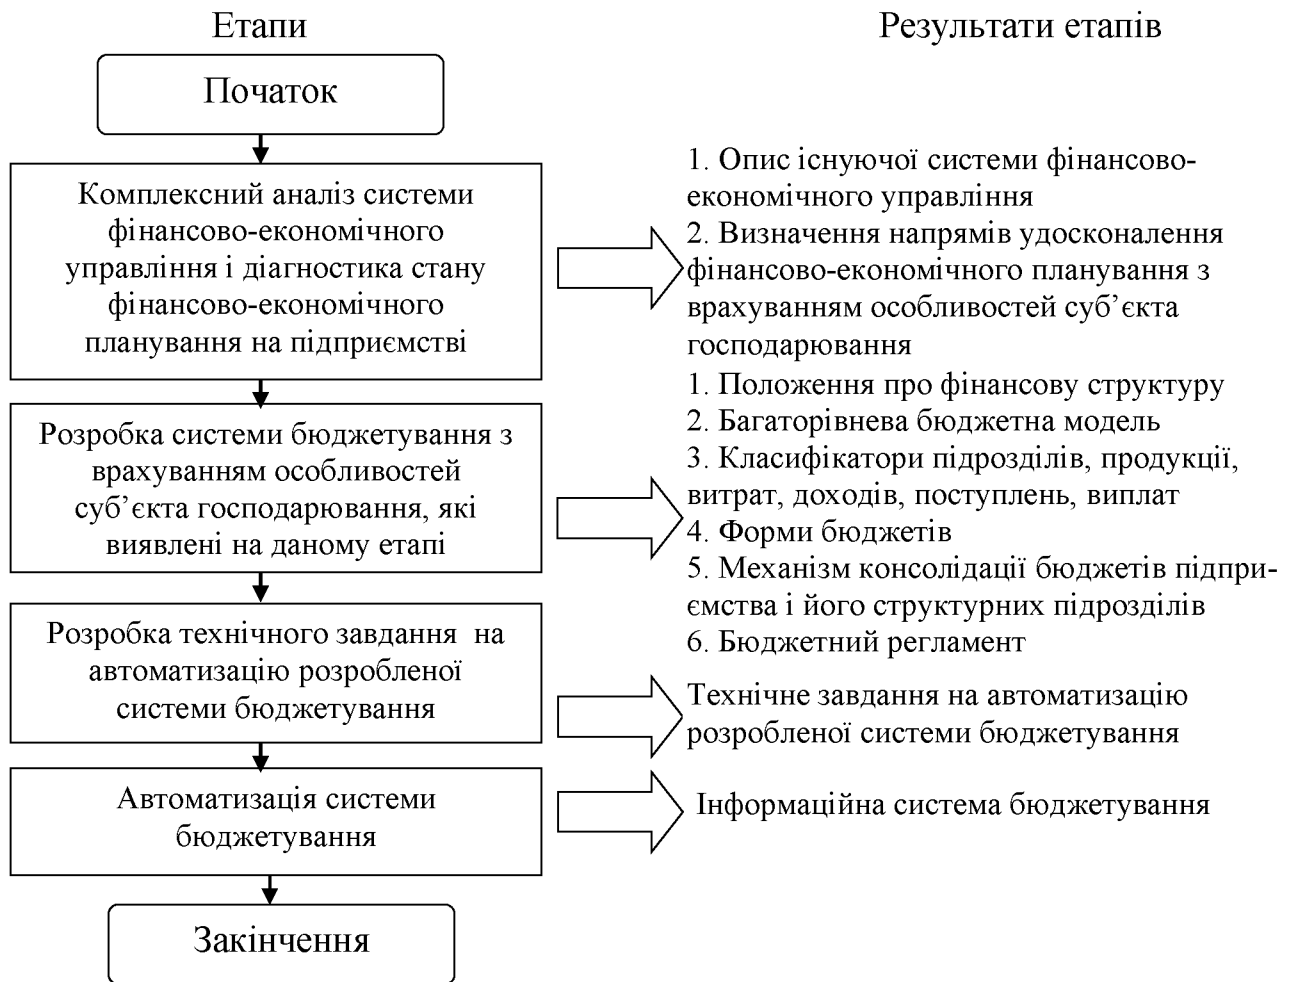 Етапи
Результати етапів
Початок
Комплексний аналіз системи
фінансово-економічного
управління і діагностика стану
фінансово-економічного
планування на підприємстві
1. Опис існуючої системи фінансово-
економічного управління
2. Визначення напрямів удосконалення
фінансово-економічного планування з
врахуванням особливостей суб’єкта
господарювання
Розробка системи бюджетування з
врахуванням особливостей
суб’єкта господарювання, які
виявлені на даному етапі
1. Положення про фінансову структуру
2. Багаторівнева бюджетна модель
3. Класифікатори підрозділів, продукції,
витрат, доходів, поступлень, виплат
4. Форми бюджетів
5. Механізм консолідації бюджетів підпри-
ємства і його структурних підрозділів
6. Бюджетний регламент
Розробка технічного завдання на
автоматизацію розробленої
системи бюджетування
Технічне завдання на автоматизацію
розробленої системи бюджетування
Автоматизація системи
бюджетування
Інформаційна система бюджетування
Закінчення